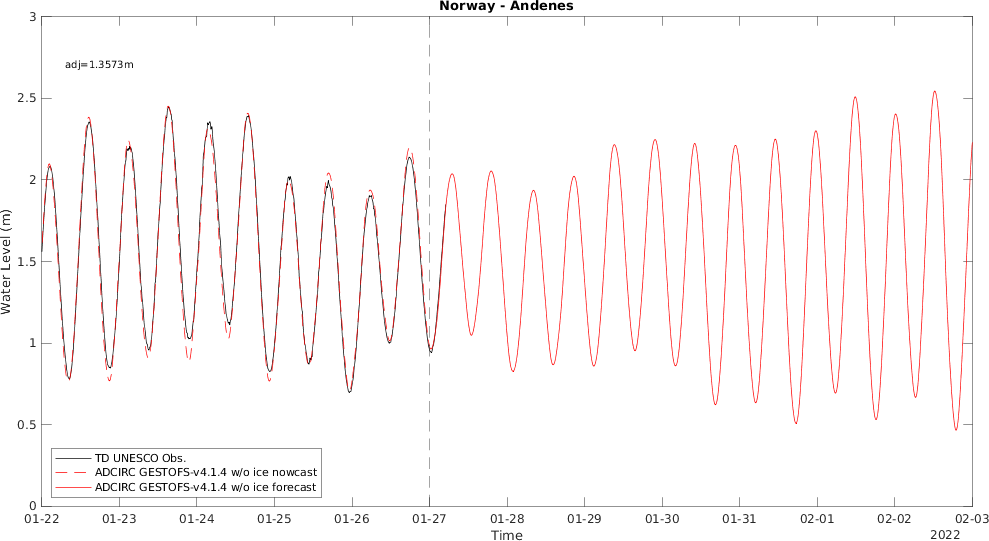 Norway - Andenes
3
adj=1.3573m
2.5
2
1.5
1
0.5
0
Water Level (m)
TD UNESCO Obs.
ADCIRC GESTOFS-v4.1.4 w/o ice nowcast
ADCIRC GESTOFS-v4.1.4 w/o ice forecast
01-22 01-23 01-24 01-25 01-26 01-27 01-28 01-29 01-30 01-31 02-01 02-02 02-03
Time
2022